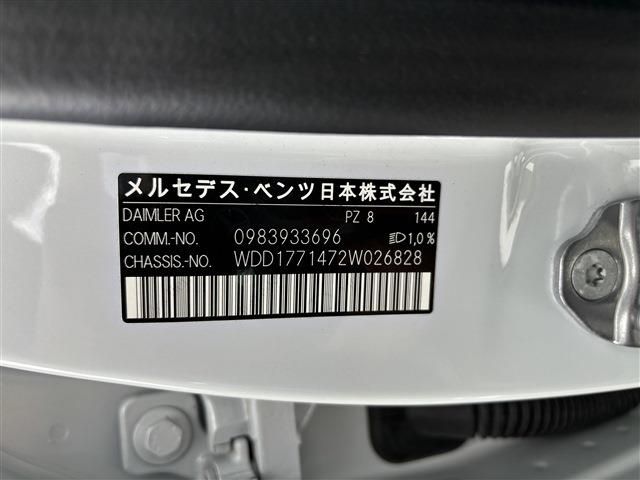 メルセデス・ベンツ日本株式会社
DAIMLER AG PZ 8 144
COMM.-NO. 0983933696 1,0%
CHASSIS.-NO. WDD1771472W026828